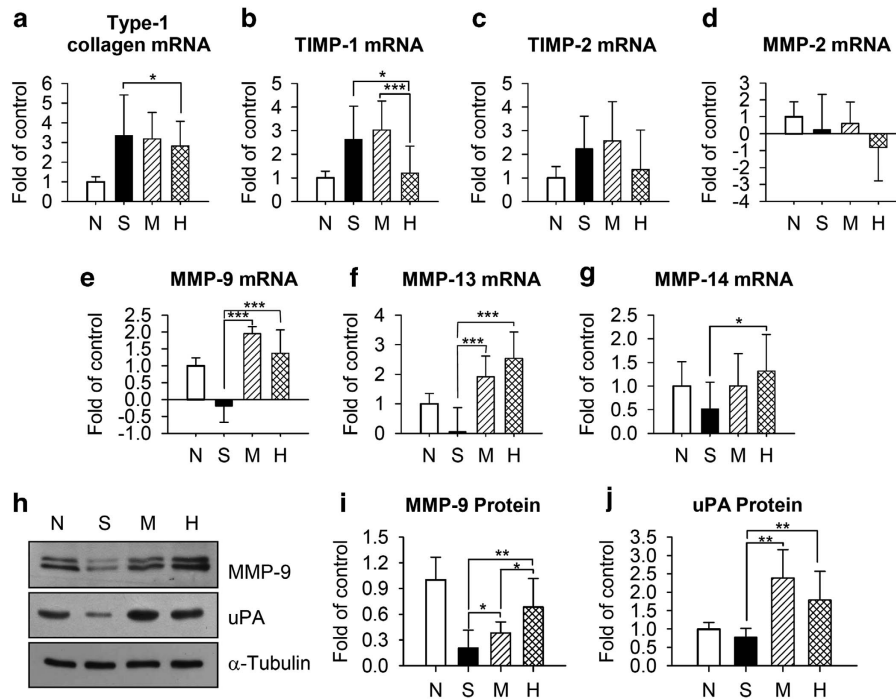 a
Type-1
collagen mRNA
Fold of control
6
5
4
3
2
1
0
*
N S M H
b
TIMP-1 mRNA
Fold of control
5
4
3
2
1
0
*
***
N S M H
c
TIMP-2 mRNA
Fold of control
5
4
3
2
1
0
N S M H
d
MMP-2 mRNA
Fold of control
3
2
1
0
-1
-2
-3
-4
N S M H
e
MMP-9 mRNA
Fold of control
2.5
2.0
1.5
1.0
0.5
0.0
-0.5
-1.0
***
***
N S M H
f
MMP-13 mRNA
Fold of control
4
3
2
1
0
***
***
N S M H
g
MMP-14 mRNA
Fold of control
2.5
2.0
1.5
1.0
0.5
0.0
*
N S M H
h
N S M H
MMP-9
uPA
α-Tubulin
i
MMP-9 Protein
Fold of control
1.5
1.2
0.9
0.6
0.3
0.0
**
*
*
N S M H
j
uPA Protein
Fold of control
3.5
3.0
2.5
2.0
1.5
1.0
0.5
0.0
**
**
N S M H